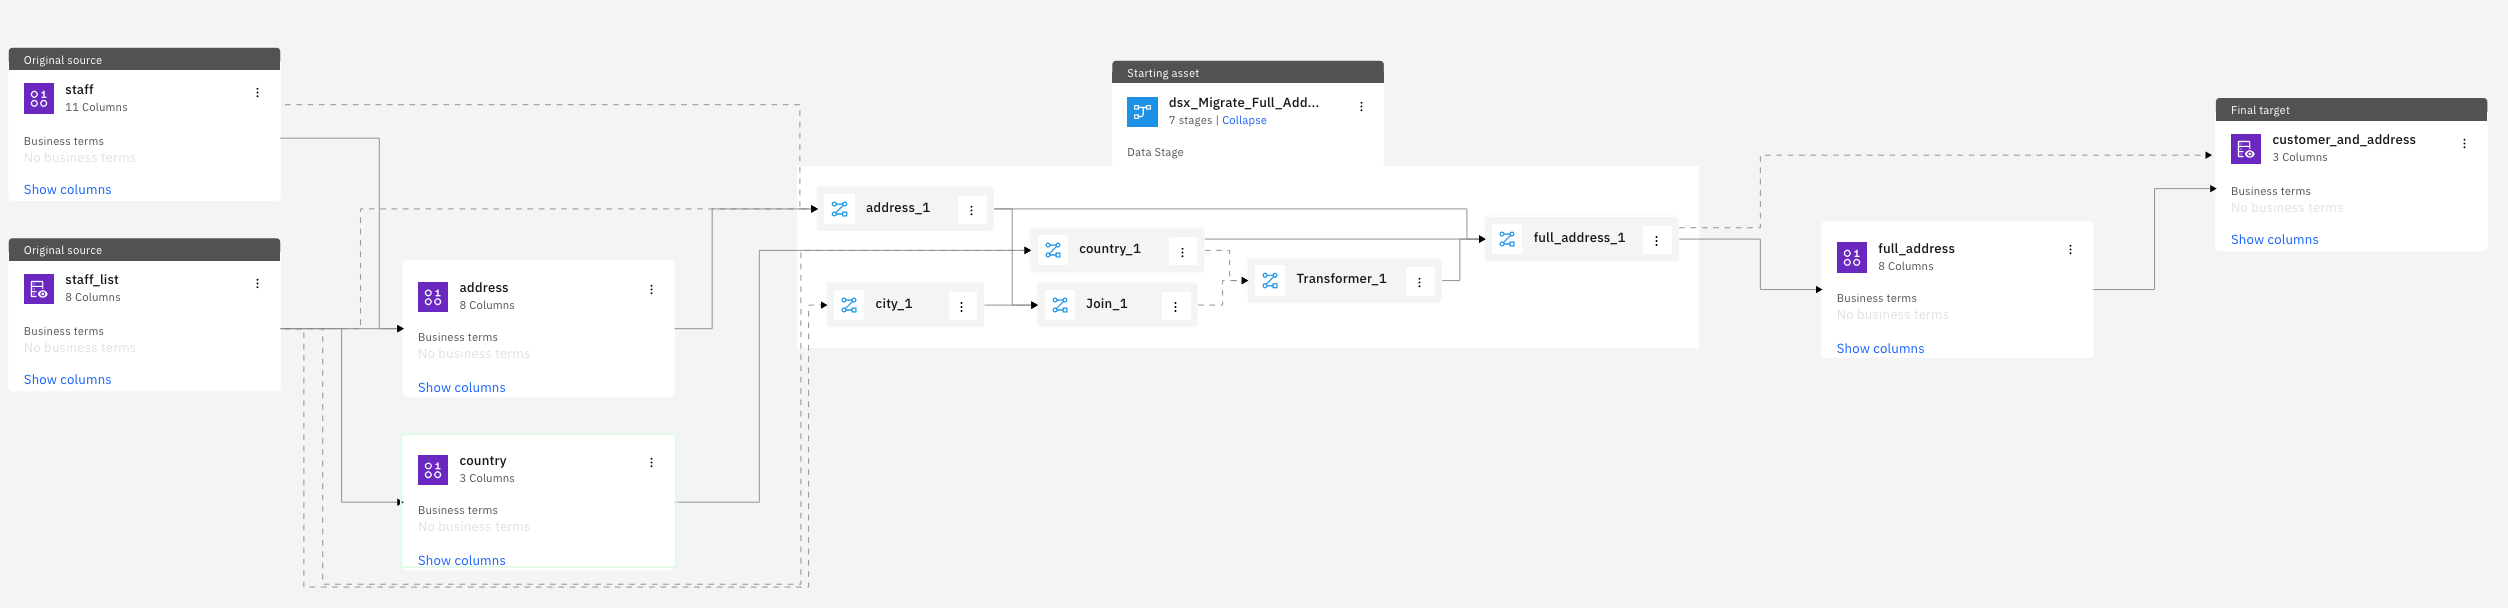 Original source
staff
11 Columns
Business terms
No business terms
Show columns
Original source
staff_list
8 Columns
Business terms
No business terms
Show columns
address
8 Columns
Business terms
No business terms
Show columns
country
3 Columns
Business terms
No business terms
Show columns
Starting asset
dsx_Migrate_Full_Add...
7 stages | Collapse
Data Stage
address_1
country_1
city_1
Join_1
Transformer_1
full_address_1
full_address
8 Columns
Business terms
No business terms
Show columns
Final target
customer_and_address
3 Columns
Business terms
No business terms
Show columns